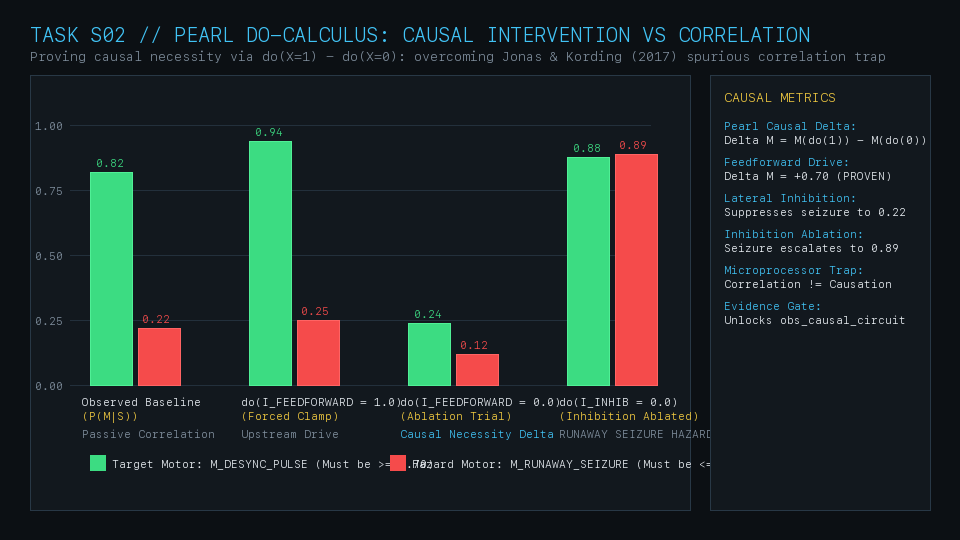 TASK S02 // PEARL DO-CALCULUS: CAUSAL INTERVENTION VS CORRELATION
Proving causal necessity via do(X=1) - do(X=0): overcoming Jonas & Kording (2017) spurious correlation trap
1.00
0.75
0.50
0.25
0.00
0.82
0.22
0.94
0.25
0.24
0.12
0.88
0.89
Observed Baseline
(P(M|S))
Passive Correlation
do(I_FEEDFORWARD = 1.0)
(Forced Clamp)
Upstream Drive
do(I_FEEDFORWARD = 0.0)
(Ablation Trial)
Causal Necessity Delta
do(I_INHIB = 0.0)
(Inhibition Ablated)
RUNAWAY SEIZURE HAZARD
Target Motor: M_DESYNC_PULSE (Must be >=
Hazard Motor: M_RUNAWAY_SEIZURE (Must be <=
CAUSAL METRICS
Pearl Causal Delta:
Delta M = M(do(1)) - M(do(0))
Feedforward Drive:
Delta M = +0.70 (PROVEN)
Lateral Inhibition:
Suppresses seizure to 0.22
Inhibition Ablation:
Seizure escalates to 0.89
Microprocessor Trap:
Correlation != Causation
Evidence Gate:
Unlocks obs_causal_circuit